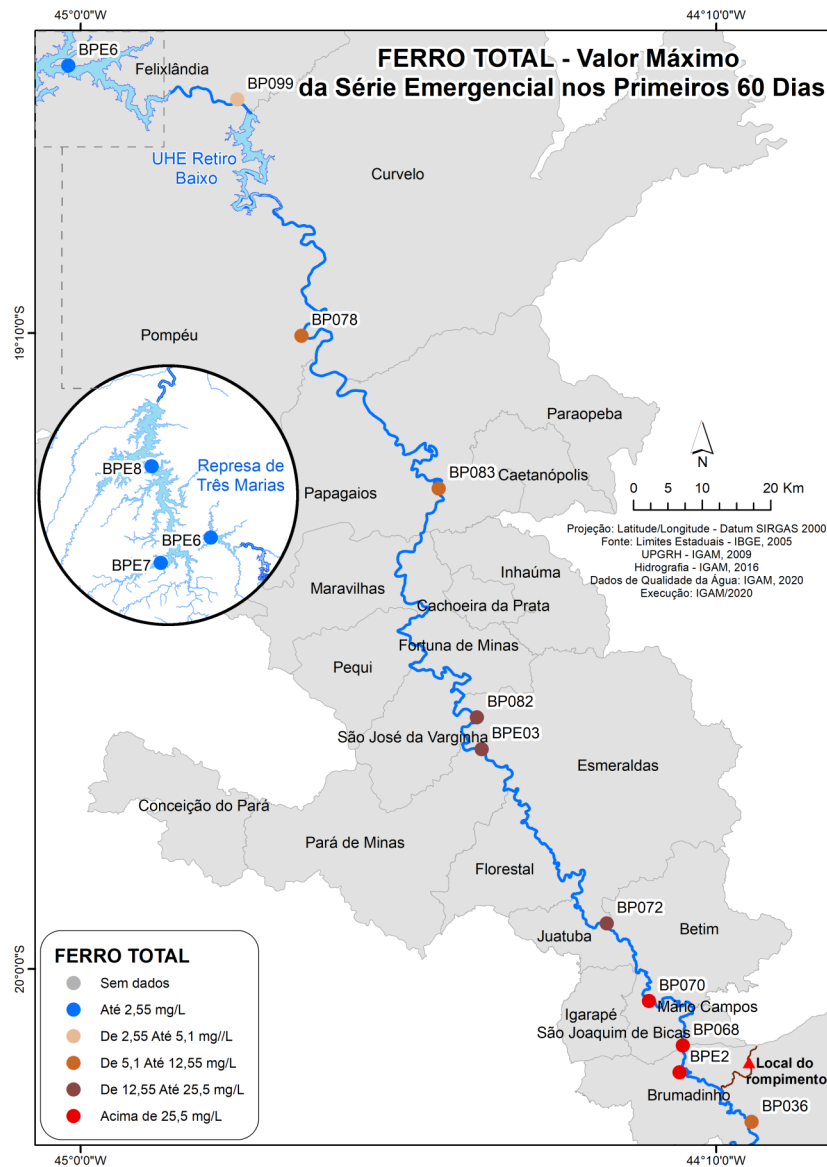 45°0'0"W
44°10'0"W
FERRO TOTAL - Valor Máximo
da Série Emergencial nos Primeiros 60 Dias
BPE6
Felixlândia
BP099
UHE Retiro
Baixo
Curvelo
19°10'0"S
BP078
Pompéu
Paraopeba
BP083
Caetanópolis
Papagaios
BPE8
Represa de
Três Marias
BPE6
BPE7
N
0 5 10 20 Km
Projeção: Latitude/Longitude - Datum SIRGAS 2000
Fonte: Limites Estaduais - IBGE, 2005
UPGRH - IGAM, 2009
Hidrografia - IGAM, 2016
Dados de Qualidade da Água: IGAM, 2020
Execução: IGAM/2020
Inhaúma
Maravilhas
Cachoeira da Prata
Fortuna de Minas
Pequi
BP082
São José da Varginha
BPE03
Esmeraldas
Conceição do Pará
Pará de Minas
Florestal
BP072
Juatuba
Betim
20°0'0"S
BP070
Mário Campos
Igarapé
São Joaquim de Bicas
BP068
BPE2
Local do
rompimento
Brumadinho
BP036
FERRO TOTAL
Sem dados
Até 2,55 mg/L
De 2,55 Até 5,1 mg//L
De 5,1 Até 12,55 mg/L
De 12,55 Até 25,5 mg/L
Acima de 25,5 mg/L
45°0'0"W
44°10'0"W